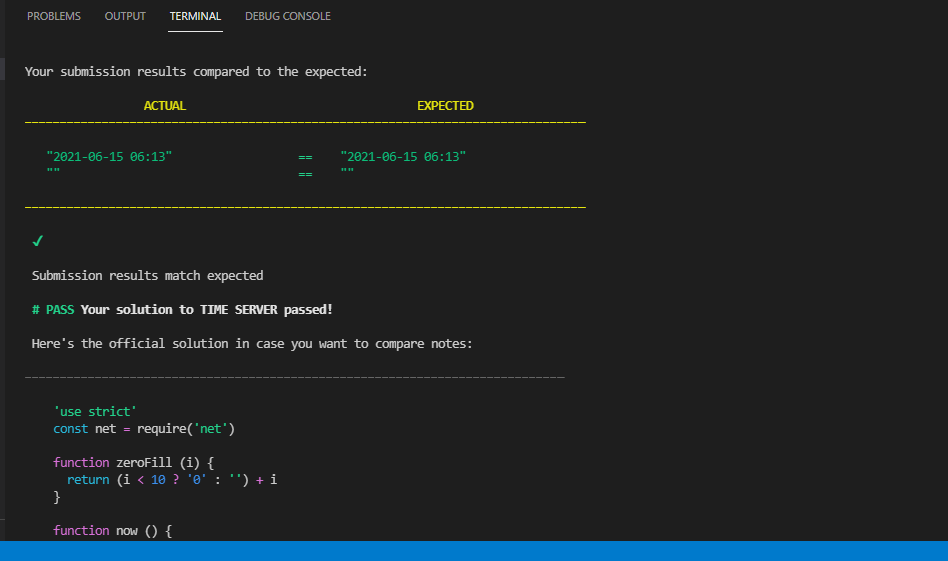 PROBLEMS OUTPUT TERMINAL DEBUG CONSOLE
Your submission results compared to the expected:
ACTUAL EXPECTED
"2021-06-15 06:13" == "2021-06-15 06:13"
"" == ""
✔
Submission results match expected
# PASS Your solution to TIME SERVER passed!
Here's the official solution in case you want to compare notes:
'use strict'
const net = require('net')
function zeroFill (i) {
return (i < 10 ? '0' : '') + i
}
function now () {